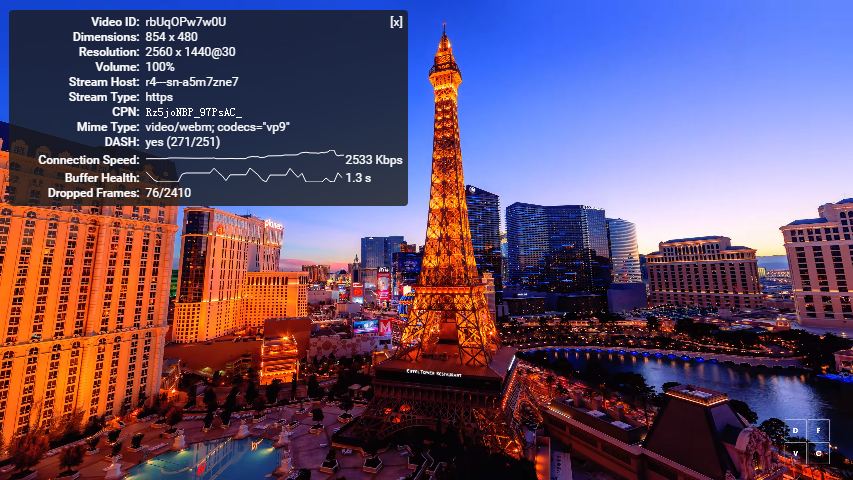 Video ID: rbUqOPw7w0U [x]
Dimensions: 854 x 480
Resolution: 2560 x 1440@30
Volume: 100%
Stream Host: r4---sn-a5m7zne7
Stream Type: https
CPN: Rz5joNBP_97PsAC_
Mime Type: video/webm; codecs="vp9"
DASH: yes (271/251)
Connection Speed: 2533 Kbps
Buffer Health: 1.3 s
Dropped Frames: 76/2410
EIFFEL TOWER RESTAURANT
D F
V C